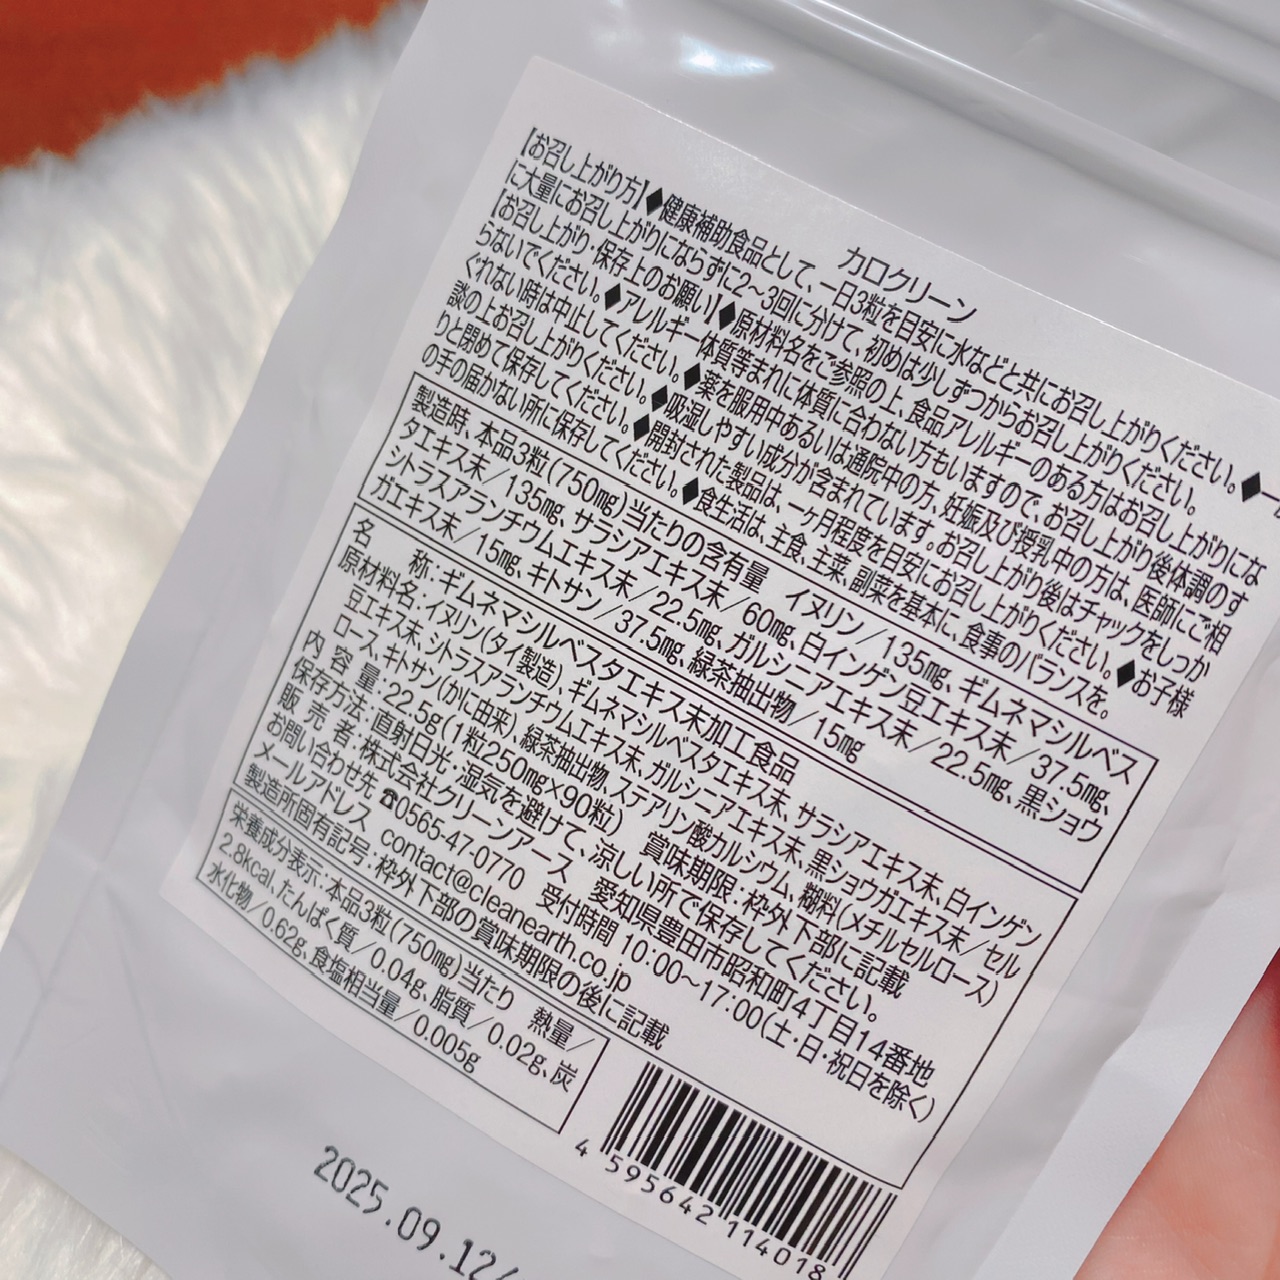 カロクリーン
【お召し上がり方】◆健康補助食品として、一日3粒を目安に水などと共にお召し上がりください。◆一度
に大量にお召し上がりにならずに2～3回に分けて、初めは少しずつからお召し上がりください。
【お召し上がり・保存上のお願い】◆原材料名をご参照の上、食品アレルギーのある方はお召し上がりにな
らないでください。◆アレルギー体質等まれに体質に合わない方もいますので、お召し上がり後体調のす
ぐれない時は中止してください。◆薬を服用中あるいは通院中の方、妊娠及び授乳中の方は、医師にご相
談の上お召し上がりください。◆吸湿しやすい成分が含まれています。お召し上がり後はチャックをしっか
りと閉めて保存してください。◆開封された製品は、一ヶ月程度を目安にお召し上がりください。◆お子様
の手の届かない所に保存してください。◆食生活は、主食、主菜、副菜を基本に、食事のバランスを。
製造時、本品3粒(750mg)当たりの含有量 イヌリン/135mg、ギムネマシルベス
タエキス末/135mg、サラシアエキス末/60mg、白インゲン豆エキス末/37.5mg、
シトラスアランチウムエキス末/22.5mg、ガルシーニアエキス末/22.5mg、黒ショウ
ガエキス末/15mg、キトサン/37.5mg、緑茶抽出物/15mg
名 称:ギムネマシルベスタエキス末加工食品
原材料名:イヌリン(タイ製造)、ギムネマシルベスタエキス末、サラシアエキス末、白インゲン
豆エキス末、シトラスアランチウムエキス末、ガルシーニアエキス末、黒ショウガエキス末/セル
ロース、キトサン(かに由来)、緑茶抽出物、ステアリン酸カルシウム、糊料(メチルセルロース)
内 容 量:22.5g(1粒250mg×90粒) 賞味期限:枠外下部に記載
保存方法:直射日光・湿気を避けて、涼しい所で保存してください。
販 売 者:株式会社クリーンアース 愛知県豊田市昭和町4丁目14番地
お問い合わせ先 ☎0565-47-0770 受付時間 10:00～17:00(土・日・祝日を除く)
メールアドレス contact@cleanearth.co.jp
製造所固有記号:枠外下部の賞味期限の後に記載
栄養成分表示:本品3粒(750mg)当たり 熱量/
2.8kcal、たんぱく質/0.04g、脂質/0.02g、炭
水化物/0.62g、食塩相当量/0.005g
4 595642 114018
2025.09.12/